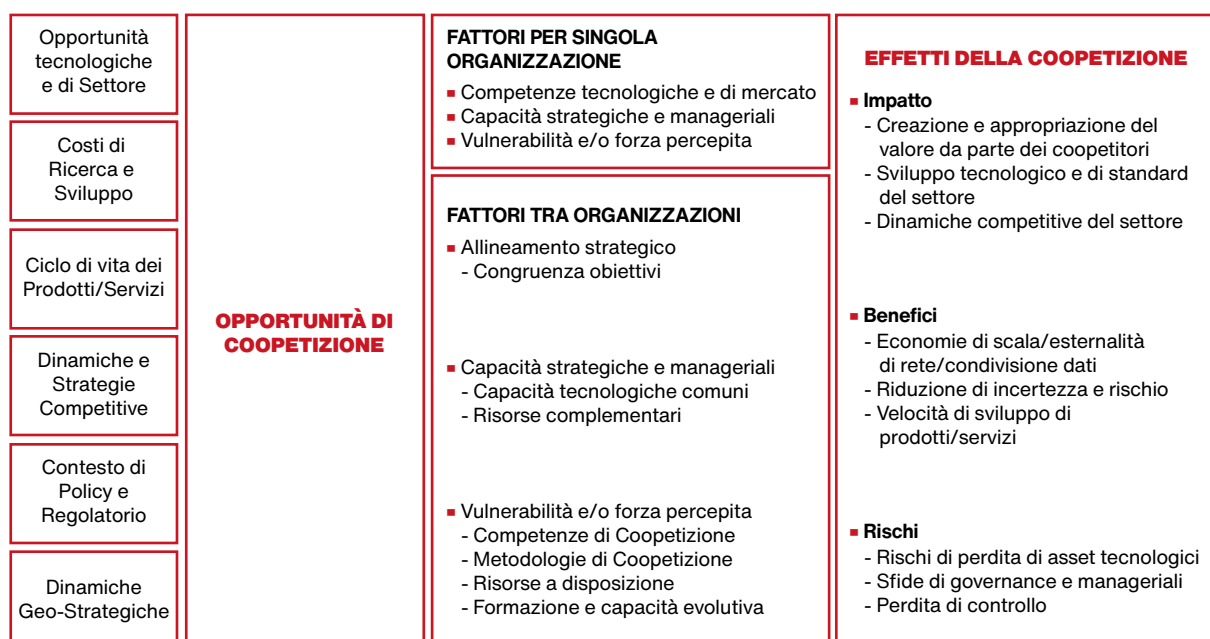 Opportunità
tecnologiche
e di Settore
Costi di
Ricerca e
Sviluppo
Ciclo di vita dei
Prodotti/Servizi
Dinamiche e
Strategie
Competitive
Contesto di
Policy e
Regolatorio
Dinamiche
Geo-Strategiche
OPPORTUNITÀ DI
COOPETIZIONE
FATTORI PER SINGOLA
ORGANIZZAZIONE
Competenze tecnologiche e di mercato
Capacità strategiche e manageriali
Vulnerabilità e/o forza percepita
FATTORI TRA ORGANIZZAZIONI
Allineamento strategico
- Congruenza obiettivi
Capacità strategiche e manageriali
- Capacità tecnologiche comuni
- Risorse complementari
Vulnerabilità e/o forza percepita
- Competenze di Coopetizione
- Metodologie di Coopetizione
- Risorse a disposizione
- Formazione e capacità evolutiva
EFFETTI DELLA COOPETIZIONE
Impatto
- Creazione e appropriazione del
valore da parte dei coopetitori
- Sviluppo tecnologico e di standard
del settore
- Dinamiche competitive del settore
Benefici
- Economie di scala/esternalità
di rete/condivisione dati
- Riduzione di incertezza e rischio
- Velocità di sviluppo di
prodotti/servizi
Rischi
- Rischi di perdita di asset tecnologici
- Sfide di governance e manageriali
- Perdita di controllo